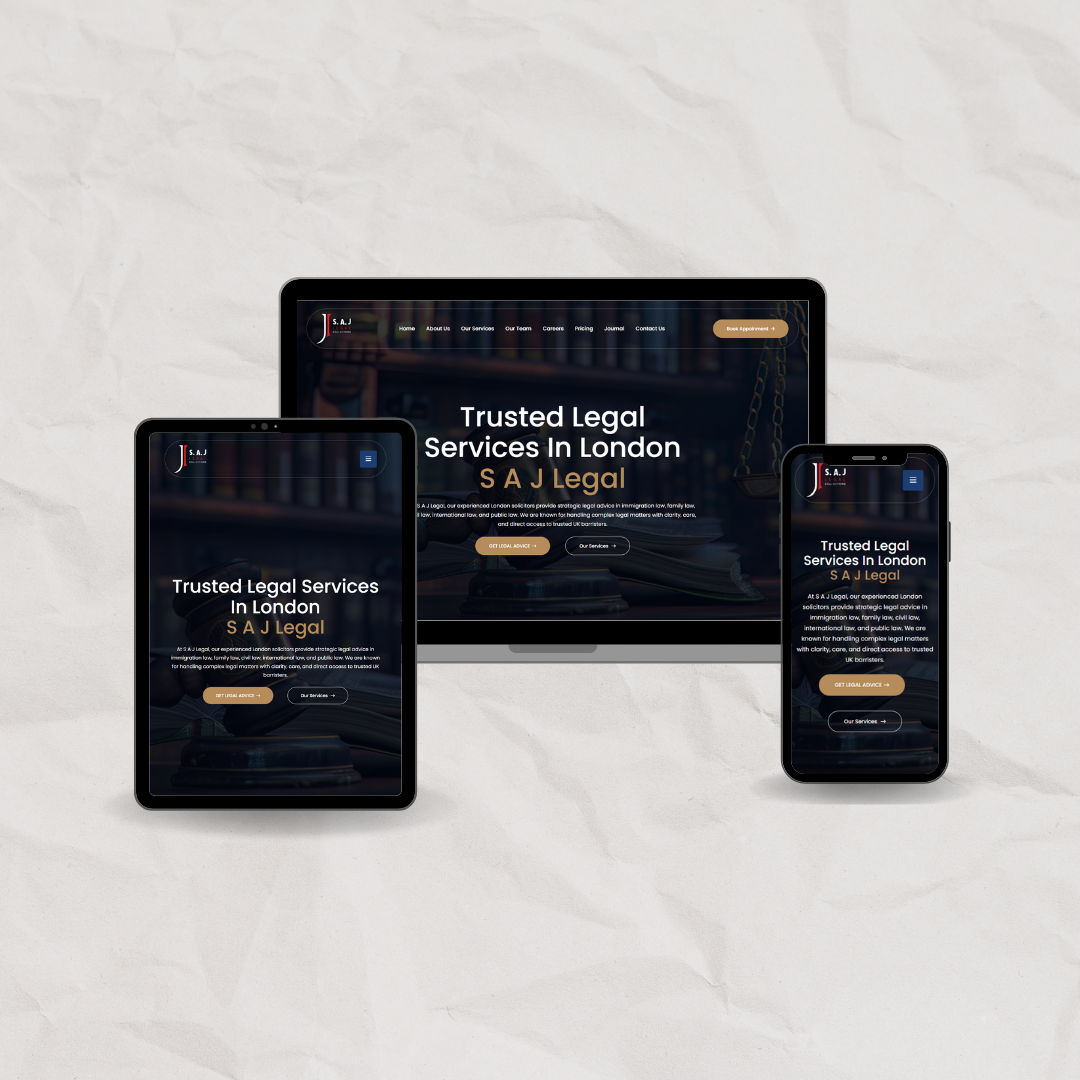 S. A. J
Home About Us Our Services Our Team Careers Pricing Journal Contact Us
Book Appointment →
Trusted Legal
Services In London
S A J Legal
S A J Legal, our experienced London solicitors provide strategic legal advice in immigration law, family law,
law, international law, and public law. We are known for handling complex legal matters with clarity, care,
and direct access to trusted UK barristers.
GET LEGAL ADVICE → Our Services →
S. A. J
LEGAL
SOLICITORS
Trusted Legal Services
In London
S A J Legal
At S A J Legal, our experienced London solicitors provide strategic legal advice in
immigration law, family law, civil law, international law, and public law. We are known
for handling complex legal matters with clarity, care, and direct access to trusted UK
barristers.
GET LEGAL ADVICE → Our Services →
S. A. J
LEGAL
SOLICITORS
Trusted Legal
Services In London
S A J Legal
At S A J Legal, our experienced London
solicitors provide strategic legal advice in
immigration law, family law, civil law,
international law, and public law. We are
known for handling complex legal matters
with clarity, care, and direct access to trusted
UK barristers.
GET LEGAL ADVICE →
Our Services →